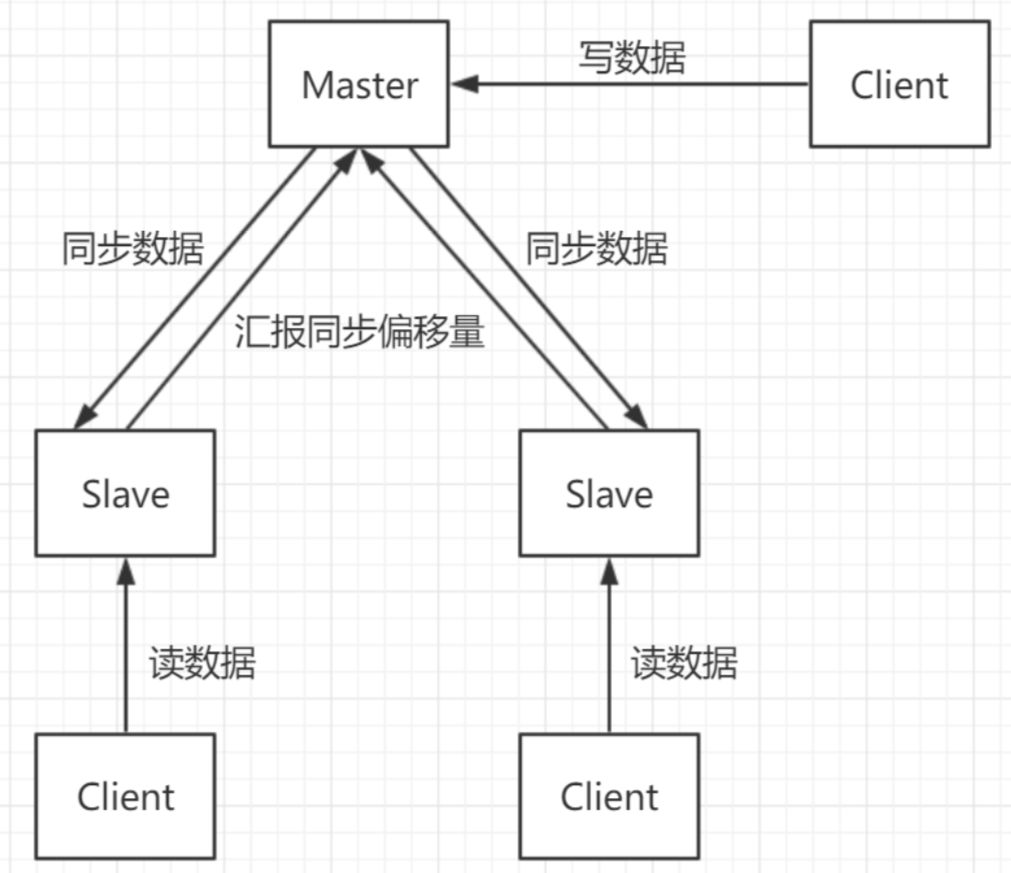 Master
写数据
Client
同步数据
同步数据
汇报同步偏移量
Slave
Slave
读数据
读数据
Client
Client